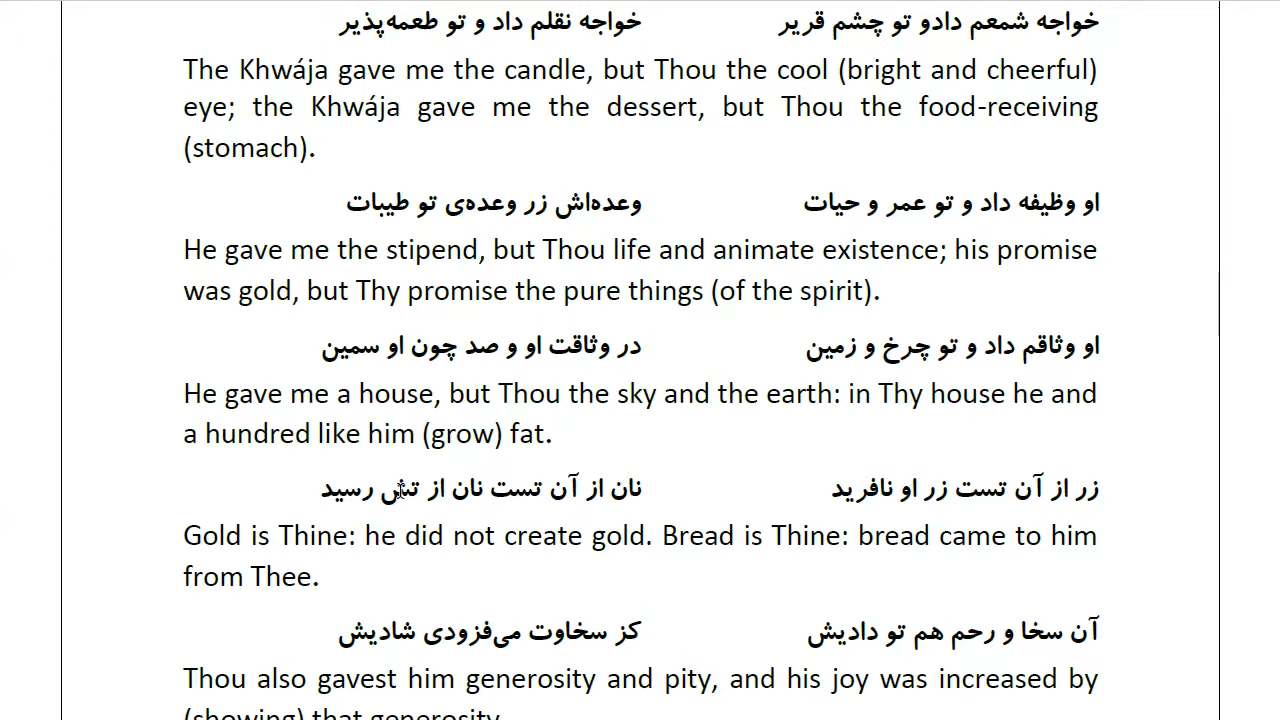 خواجه شمعم دادو تو چشم قریر خواجه نقلم داد و تو طعمه‌پذیر
The Khwája gave me the candle, but Thou the cool (bright and cheerful)
eye; the Khwája gave me the dessert, but Thou the food-receiving
(stomach).
او وظیفه داد و تو عمر و حیات وعده‌اش زر وعده‌ی تو طیبات
He gave me the stipend, but Thou life and animate existence; his promise
was gold, but Thy promise the pure things (of the spirit).
او وثاقم داد و تو چرخ و زمین در وثاقت او و صد چون او سمین
He gave me a house, but Thou the sky and the earth: in Thy house he and
a hundred like him (grow) fat.
زر از آن تست زر او نافرید نان از آن تست نان از تش رسید
Gold is Thine: he did not create gold. Bread is Thine: bread came to him
from Thee.
آن سخا و رحم هم تو دادیش کز سخاوت می‌فزودی شادیش
Thou also gavest him generosity and pity, and his joy was increased by
(showing) that generosity.